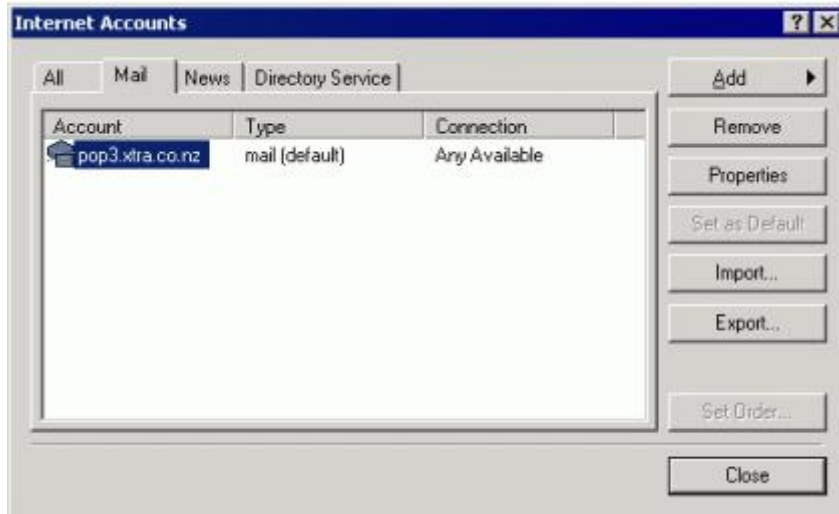 Internet Accounts
All Mail News Directory Service
Account Type Connection
pop3.xtra.co.nz mail (default) Any Available
Add
Remove
Properties
Set as Default
Import...
Export...
Set Order...
Close